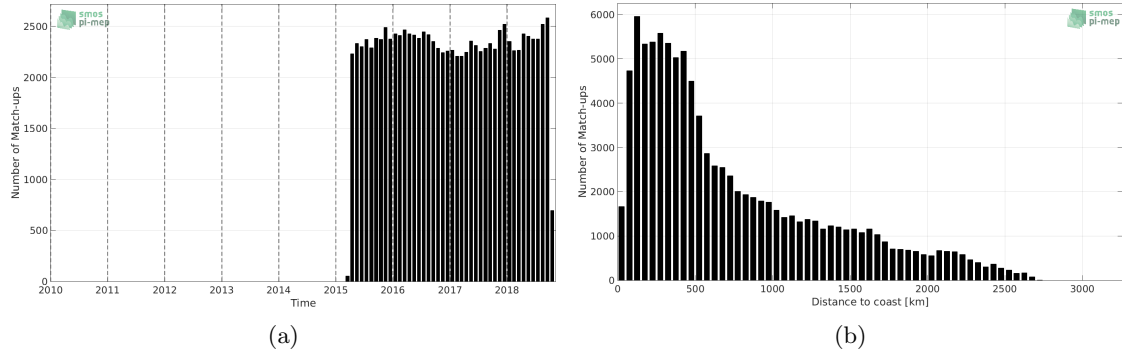 smos
pi-mep
Number of Match-ups
2500
2000
1500
1000
500
0
2010 2011 2012 2013 2014 2015 2016 2017 2018
Time
(a)
smos
pi-mep
Number of Match-ups
6000
5000
4000
3000
2000
1000
0
0 500 1000 1500 2000 2500 3000
Distance to coast [km]
(b)